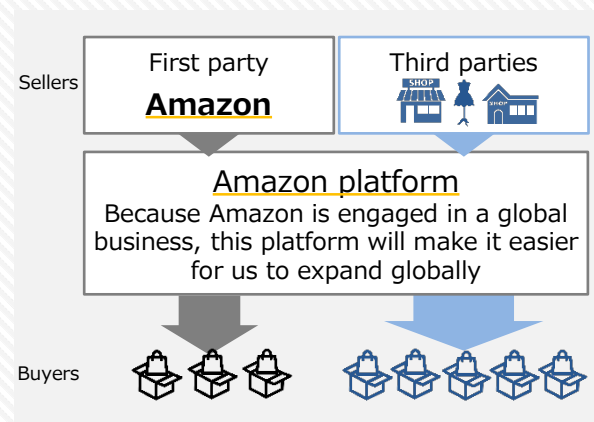 Sellers
First party
Amazon
Third parties
SHOP
SHOP
Amazon platform
Because Amazon is engaged in a global
business, this platform will make it easier
for us to expand globally
Buyers